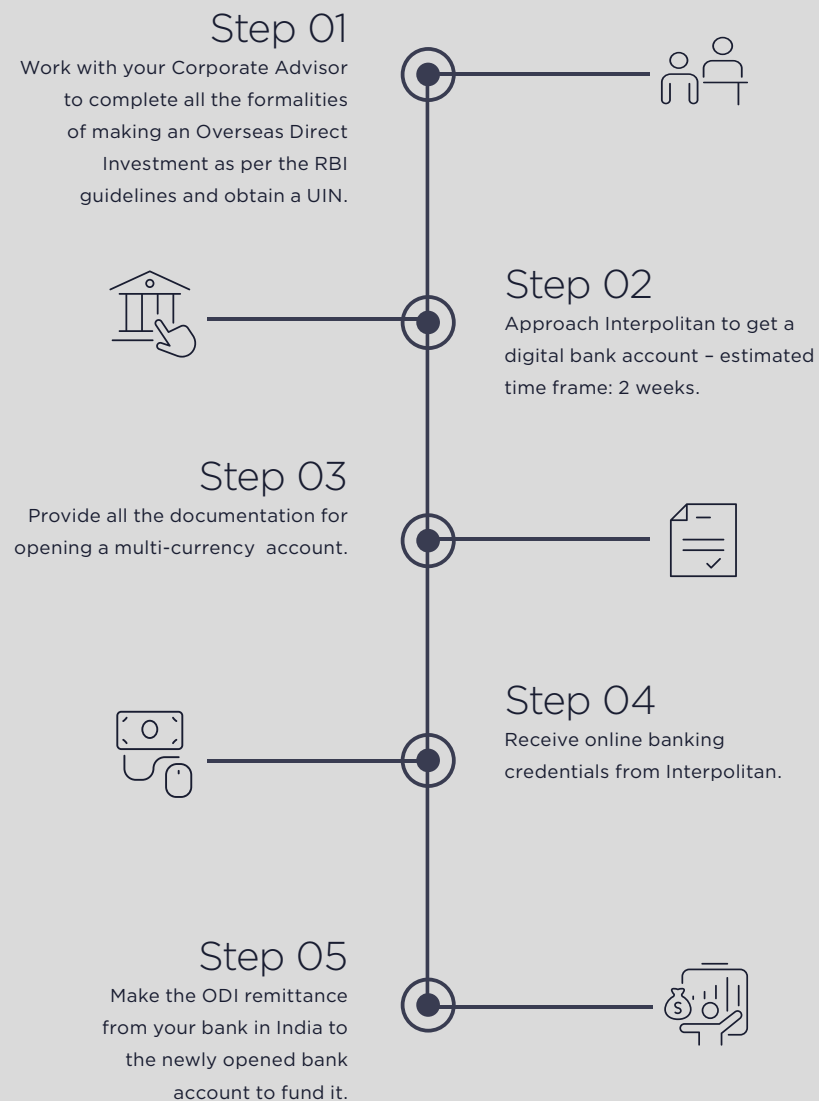 Step 01
Work with your Corporate Advisor
to complete all the formalities
of making an Overseas Direct
Investment as per the RBI
guidelines and obtain a UIN.
Step 02
Approach Interpolitan to get a
digital bank account – estimated
time frame: 2 weeks.
Step 03
Provide all the documentation for
opening a multi-currency  account.
Step 04
Receive online banking
credentials from Interpolitan.
Step 05
Make the ODI remittance
from your bank in India to
the newly opened bank
account to fund it.
$